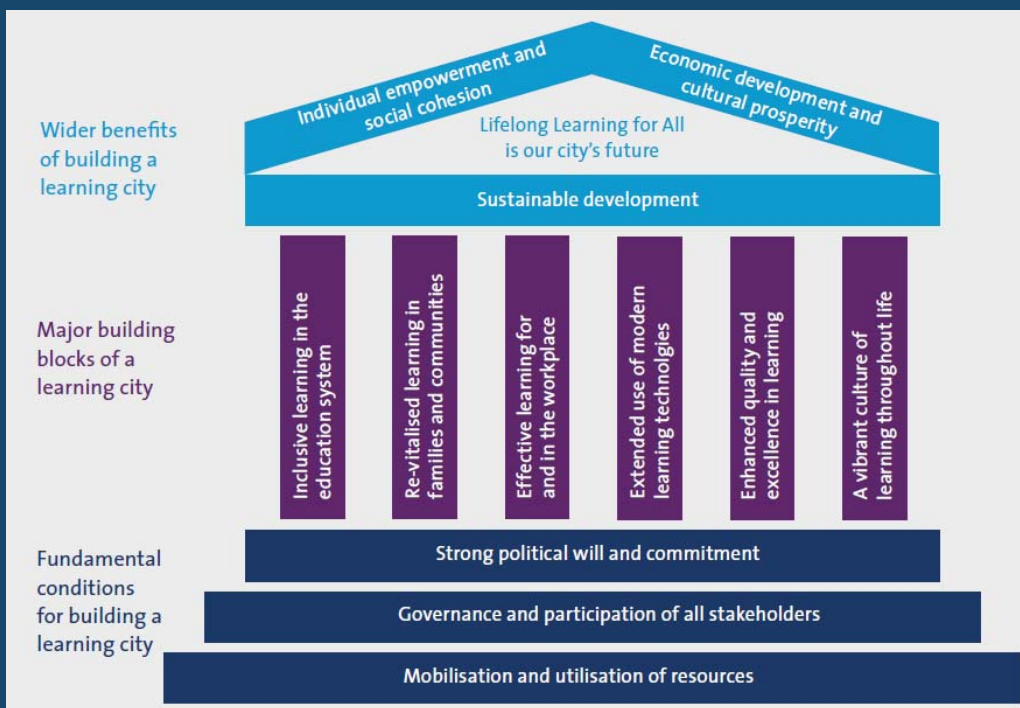 Individual empowerment and
social cohesion
Economic development and
cultural prosperity
Wider benefits
of building a
learning city
Lifelong Learning for All
is our city's future
Sustainable development
Major building
blocks of a
learning city
Inclusive learning in the
education system
Re-vitalised learning in
families and communities
Effective learning for
and in the workplace
Extended use of modern
learning technolgies
Enhanced quality and
excellence in learning
A vibrant culture of
learning throughout life
Fundamental
conditions
for building a
learning city
Strong political will and commitment
Governance and participation of all stakeholders
Mobilisation and utilisation of resources